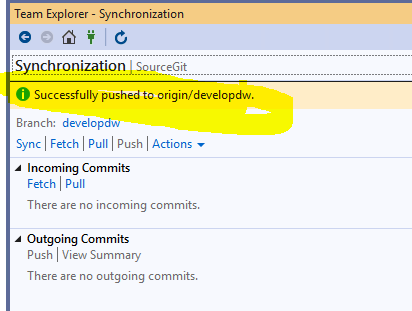 Team Explorer - Synchronization
Synchronization | SourceGit
Successfully pushed to origin/developdw.
Branch: developdw
Sync | Fetch | Pull | Push | Actions
Incoming Commits
Fetch | Pull
There are no incoming commits.
Outgoing Commits
Push | View Summary
There are no outgoing commits.